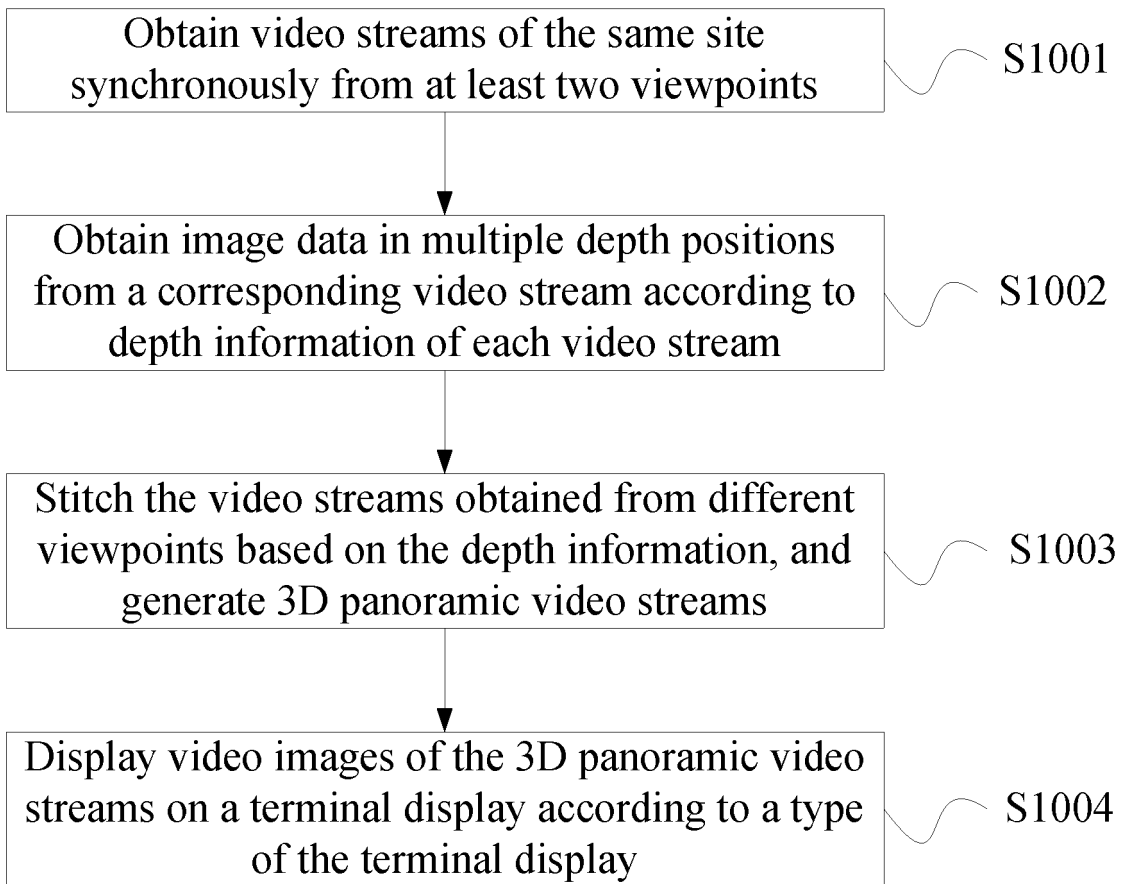 Obtain video streams of the same site
synchronously from at least two viewpoints
S1001
Obtain image data in multiple depth positions
from a corresponding video stream according to
depth information of each video stream
S1002
Stitch the video streams obtained from different
viewpoints based on the depth information, and
generate 3D panoramic video streams
S1003
Display video images of the 3D panoramic video
streams on a terminal display according to a type
of the terminal display
S1004